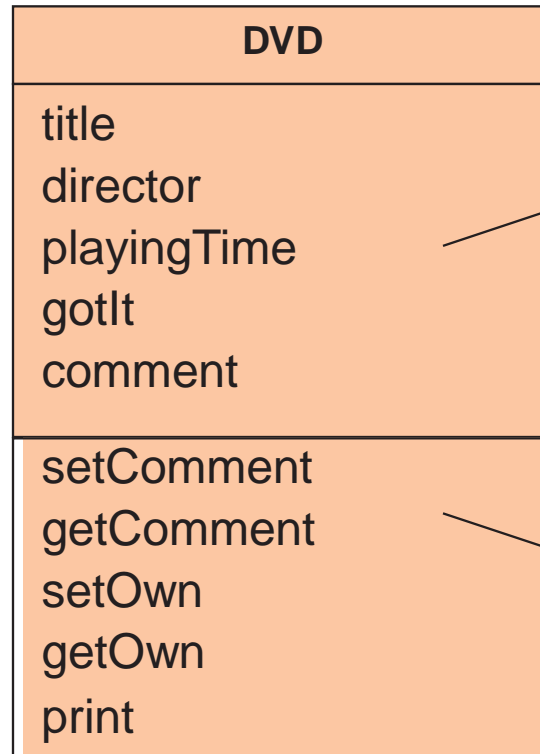 DVD
title
director
playingTime
gotIt
comment
setComment
getComment
setOwn
getOwn
print